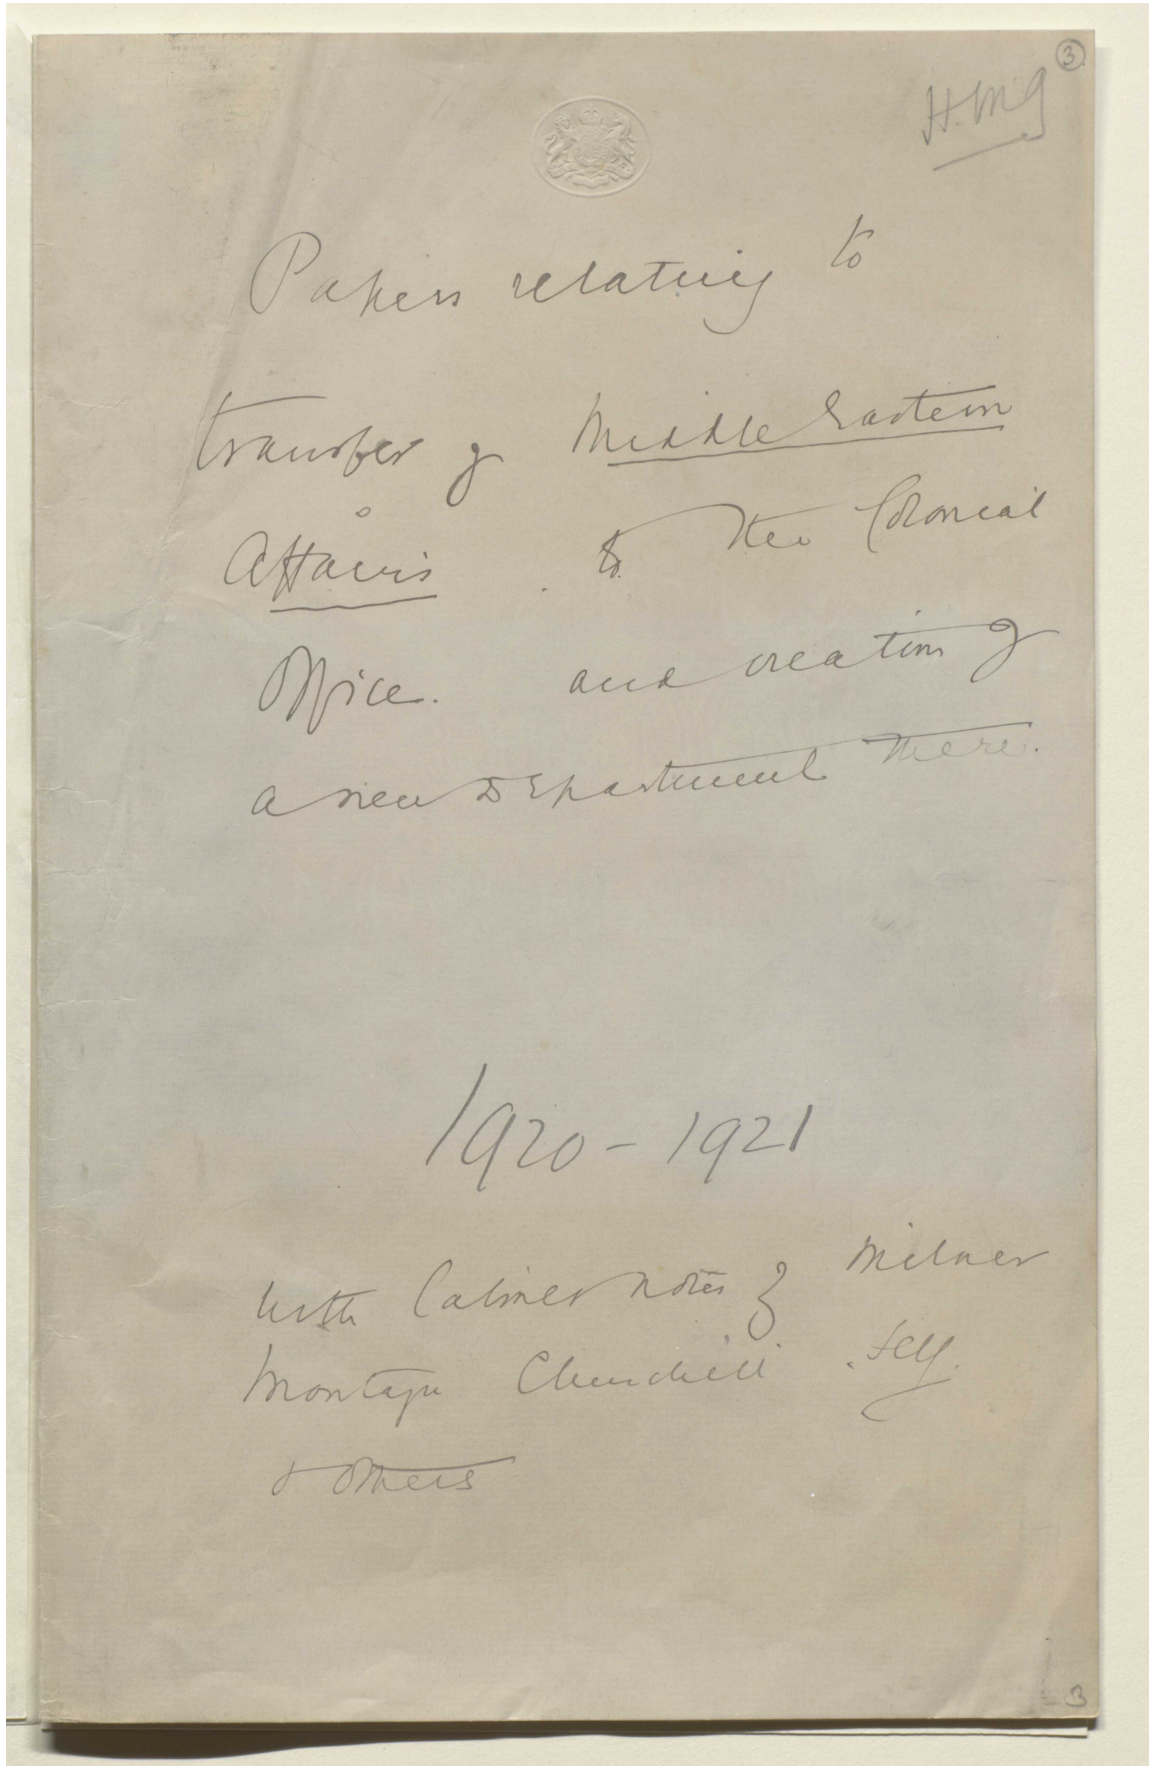 3
H.M.G
Papers relating to
transfer of Middle Eastern
Affairs to the Colonial
Office. and creation of
a new Department there.
1920 - 1921
with Cabinet notes of Milner
Montagu Churchill self.
& others
3